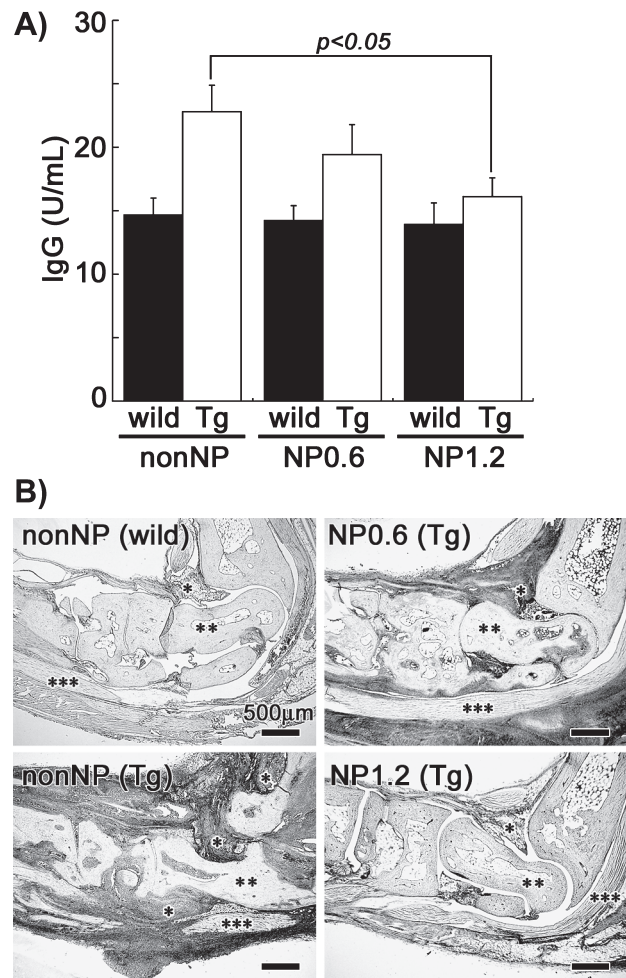 A)
30
p<0.05
20
IgG (U/mL)
10
0
wild Tg wild Tg wild Tg
nonNP NP0.6 NP1.2
B)
nonNP (wild)
*
**
***
500μm
NP0.6 (Tg)
*
**
***
nonNP (Tg)
*
*
**
*
***
NP1.2 (Tg)
*
**
***